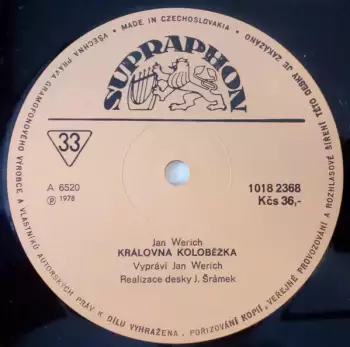 MADE IN CZECHOSLOVAKIA • VŠECHNA PRÁVA GRAMOFONOVÉHO VÝROBCE A VLASTNÍKŮ AUTORSKÝCH PRÁV K DÍLU VYHRAŽENA. POŘIZOVÁNÍ KOPIÍ, VEŘEJNÉ PROVOZOVÁNÍ A ROZHLASOVÉ ŠÍŘENÍ TÉTO DESKY JE ZAKÁZÁNO •
SUPRAPHON
33
A 6520
1018 2368
Ⓟ 1978
Kčs 36,-
Jan Werich
KRÁLOVNA KOLOBĚŽKA
Vypráví Jan Werich
Realizace desky J. Šrámek